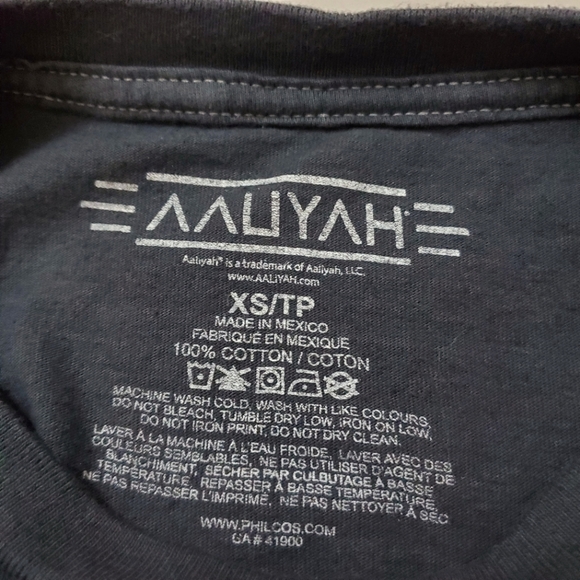 AALIYAH®
Aaliyah® is a trademark of Aaliyah, LLC.
www.AALIYAH.com
XS/TP
MADE IN MEXICO
FABRIQUÉ EN MEXIQUE
100% COTTON / COTON
MACHINE WASH COLD, WASH WITH LIKE COLOURS,
DO NOT BLEACH, TUMBLE DRY LOW, IRON ON LOW,
DO NOT IRON PRINT, DO NOT DRY CLEAN.
LAVER À LA MACHINE À L'EAU FROIDE, LAVER AVEC DES
COULEURS SEMBLABLES, NE PAS UTILISER D'AGENT DE
BLANCHIMENT, SÉCHER PAR CULBUTAGE À BASSE
TEMPÉRATURE, REPASSER À BASSE TEMPÉRATURE
NE PAS REPASSER L'IMPRIMÉ, NE PAS NETTOYER À SEC
WWW.PHILCOS.COM
CA# 41900